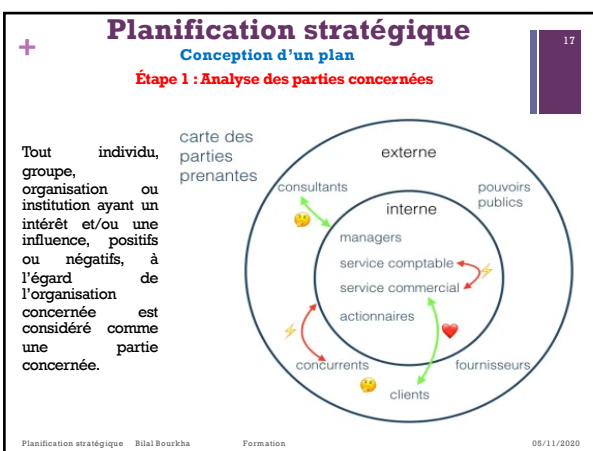 +
Planification stratégique
17
Conception d’un plan
Étape 1 : Analyse des parties concernées
Tout individu,
groupe,
organisation ou
institution ayant un
intérêt et/ou une
influence, positifs
ou négatifs, à
l’égard de
l’organisation
concernée est
considéré comme
une partie
concernée.
carte des
parties
prenantes
externe
consultants
pouvoirs
publics
interne
managers
service comptable
service commercial
actionnaires
concurrents
fournisseurs
clients
Planification stratégique Bilal Bourkha Formation 05/11/2020